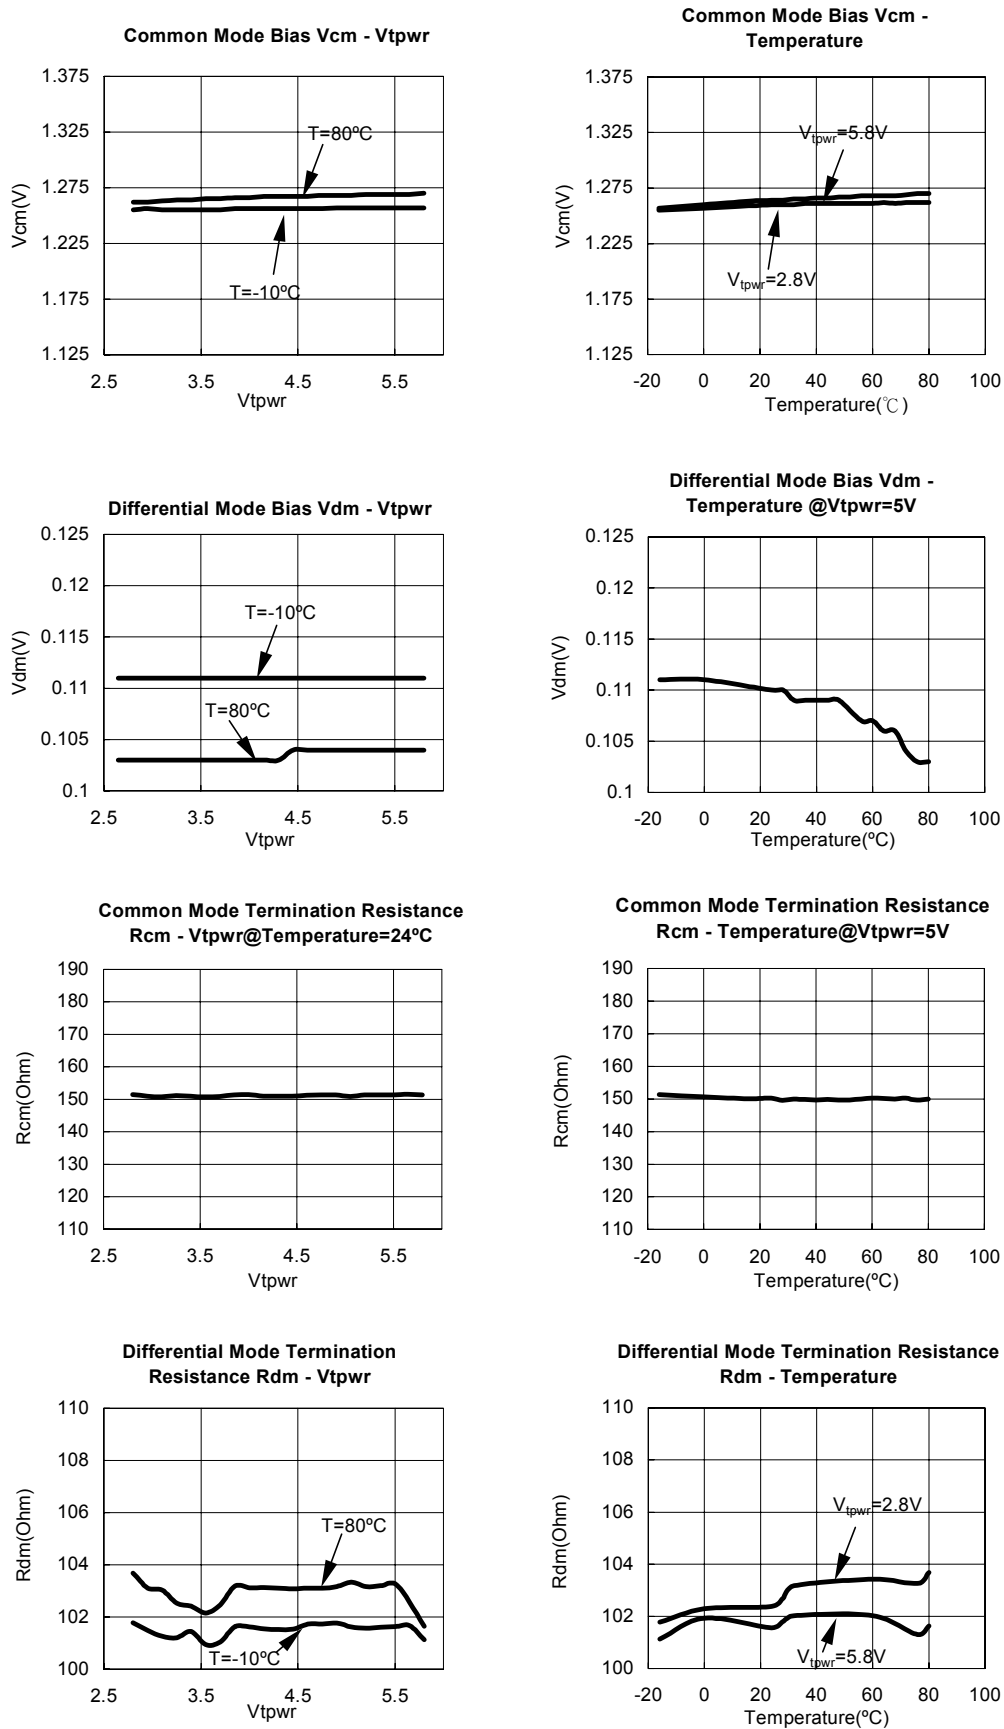 Common Mode Bias Vcm - Vtpwr
1.375
1.325
1.275
1.225
1.175
1.125
Vcm(V)
T=80ºC
T=-10ºC
2.5
3.5
4.5
5.5
Vtpwr
Common Mode Bias Vcm -
Temperature
1.375
1.325
1.275
1.225
1.175
1.125
Vcm(V)
Vtpwr=5.8V
Vtpwr=2.8V
-20
0
20
40
60
80
100
Temperature(℃)
Differential Mode Bias Vdm - Vtpwr
0.125
0.12
0.115
0.11
0.105
0.1
Vdm(V)
T=-10ºC
T=80ºC
2.5
3.5
4.5
5.5
Vtpwr
Differential Mode Bias Vdm -
Temperature @Vtpwr=5V
0.125
0.12
0.115
0.110
0.105
0.1
Vdm(V)
-20
0
20
40
60
80
100
Temperature(ºC)
Common Mode Termination Resistance
Rcm - Vtpwr@Temperature=24ºC
190
180
170
160
150
140
130
120
110
Rcm(Ohm)
2.5
3.5
4.5
5.5
Vtpwr
Common Mode Termination Resistance
Rcm - Temperature@Vtpwr=5V
190
180
170
160
150
140
130
120
110
Rcm(Ohm)
-20
0
20
40
60
80
100
Temperature(ºC)
Differential Mode Termination
Resistance Rdm - Vtpwr
110
108
106
104
102
100
Rdm(Ohm)
T=80ºC
T=-10ºC
2.5
3.5
4.5
5.5
Vtpwr
Differential Mode Termination Resistance
Rdm - Temperature
110
108
106
104
102
100
Rdm(Ohm)
Vtpwr=2.8V
Vtpwr=5.8V
-20
0
20
40
60
80
100
Temperature(ºC)